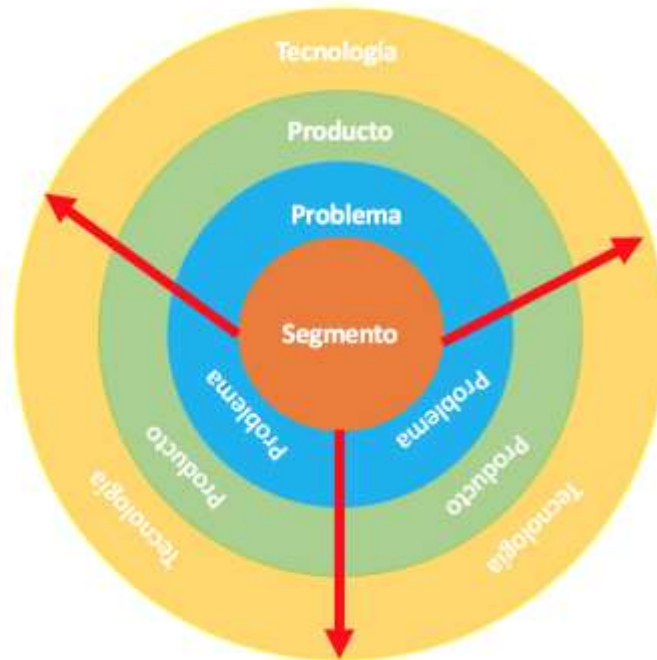 Tecnología
Producto
Problema
Segmento
Problema
Problema
Producto
Producto
Tecnología
Tecnología